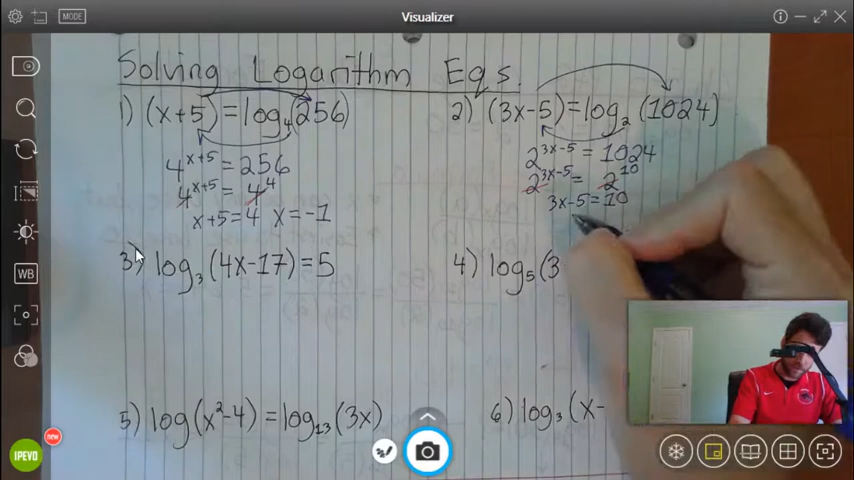 MODE
Visualizer
Solving Logarithm Eqs.
1) (x+5) = log₄(256)
4^(x+5) = 256
4^(x+5) = 4^4
x+5=4 x=-1
2) (3x-5)=log₂(1024)
2^(3x-5) = 1024
2^(3x-5) = 2^10
3x-5=10
3) log₃(4x-17)=5
4) log₅(3
5) log(x²-4) = log₁₃(3x)
6) log₃(x-
WB
new
IPEVO